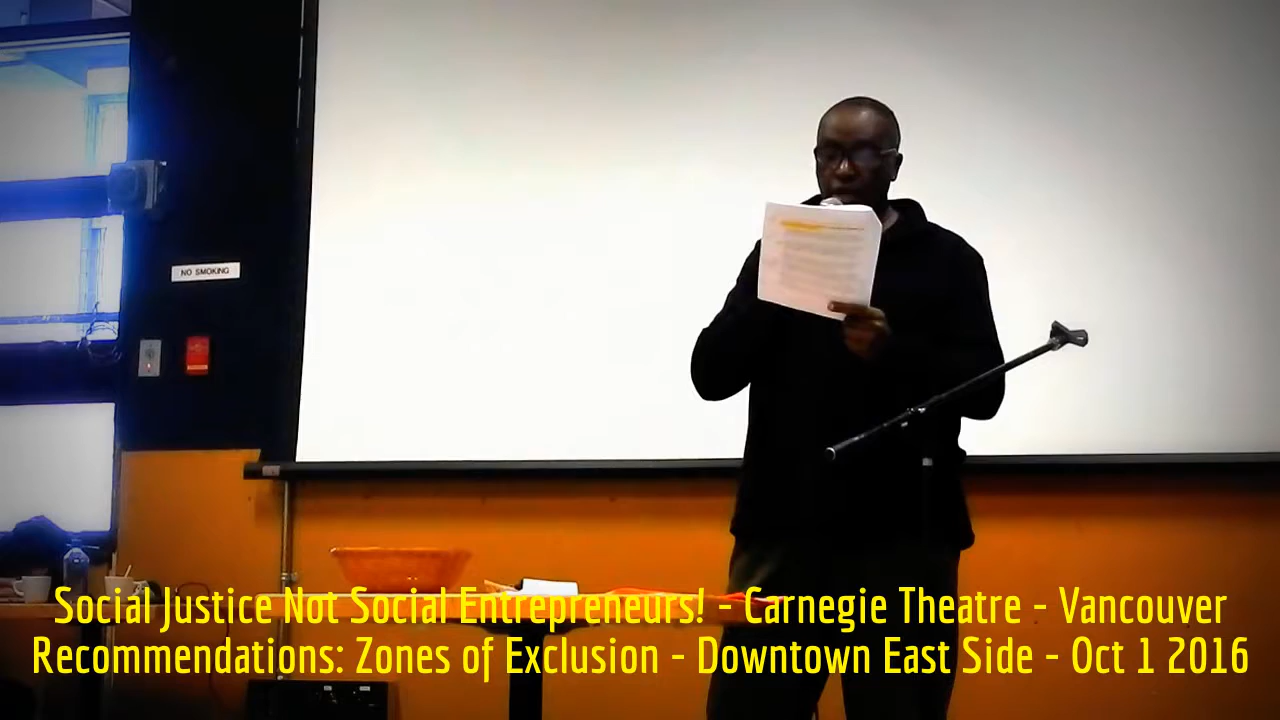 NO SMOKING
Social Justice Not Social Entrepreneurs! - Carnegie Theatre - Vancouver
Recommendations: Zones of Exclusion - Downtown East Side - Oct 1 2016